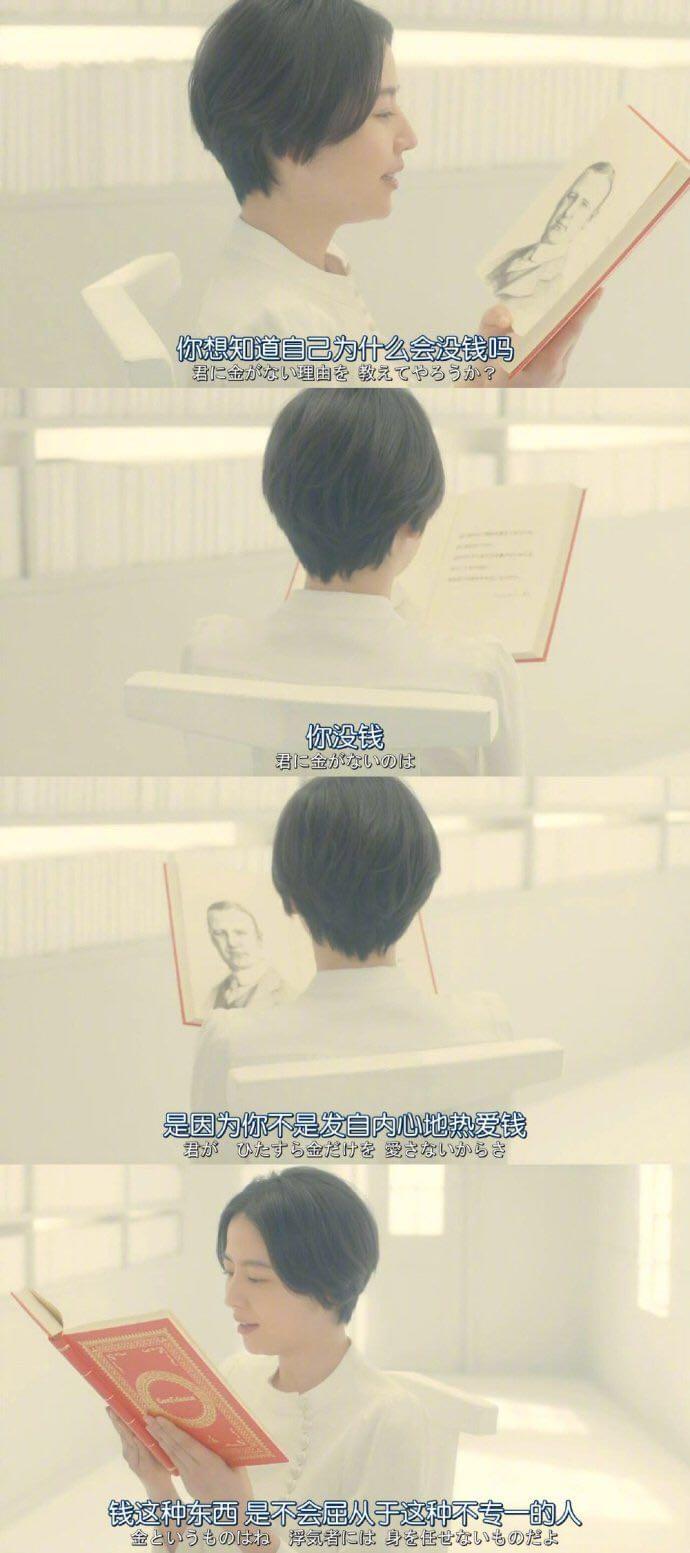 你想知道自己为什么会没钱吗
君に金がない理由を 教えてやろうか？
你没钱
君に金がないのは
是因为你不是发自内心地热爱钱
君が　ひたすら金だけを 愛さないからさ
钱这种东西 是不会屈从于这种不专一的人
金というものはね　浮気者には 身を任せないものだよ